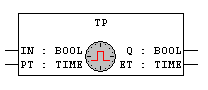 TP
IN : BOOL Q : BOOL
PT : TIME ET : TIME